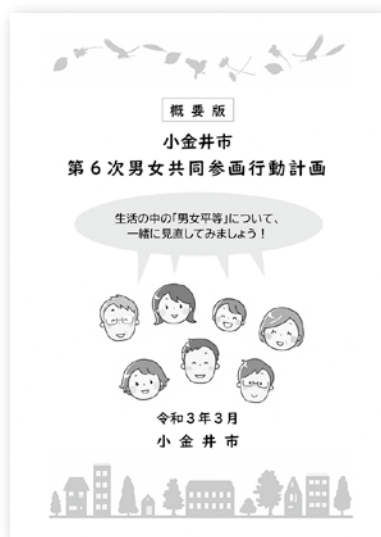 概要版
小金井市
第6次男女共同参画行動計画
生活の中の「男女平等」について、
一緒に見直してみましょう！
令和3年3月
小金井市